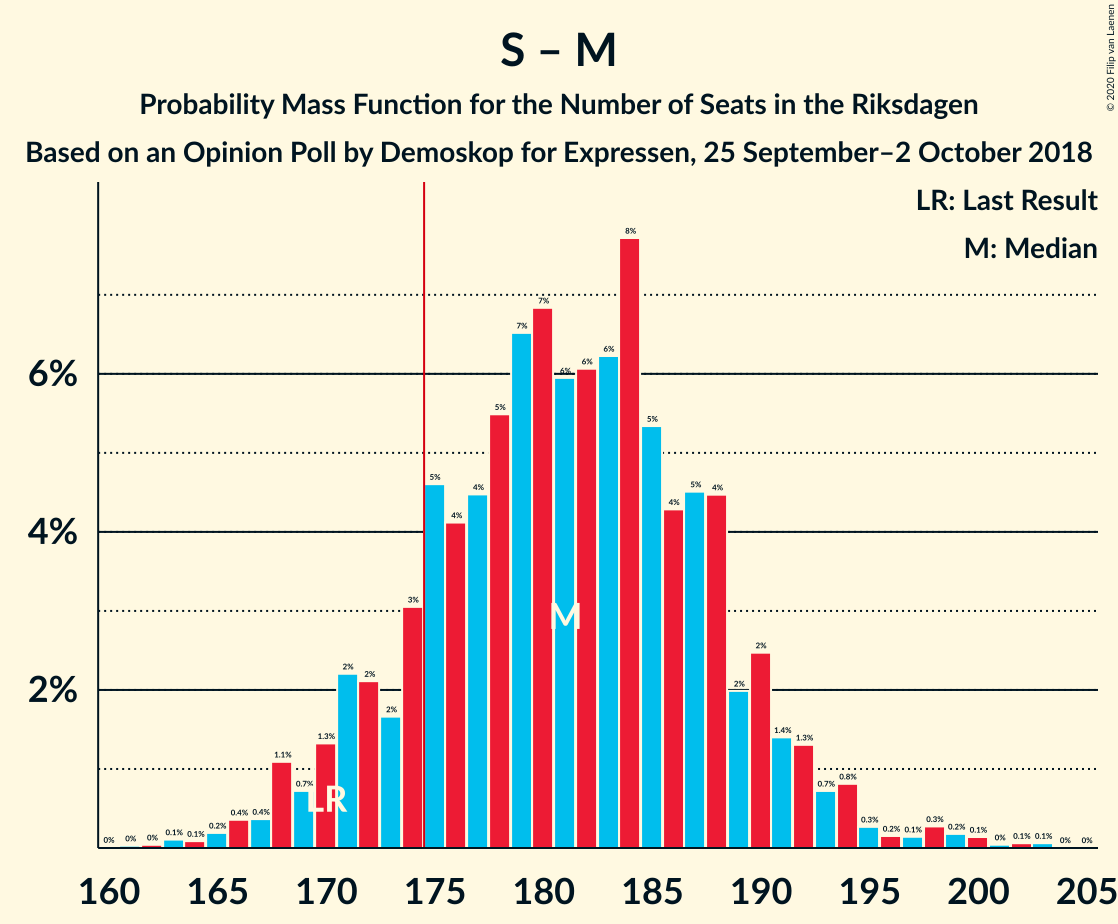 © 2020 Filip van Laenen
S – M
Probability Mass Function for the Number of Seats in the Riksdagen
Based on an Opinion Poll by Demoskop for Expressen, 25 September–2 October 2018
LR: Last Result
M: Median
6%
4%
2%
0% 0% 0% 0.1% 0.1% 0.2% 0.4% 0.4% 1.1% 0.7% 1.3% 2% 2% 2% 3% 5% 4% 4% 5% 7% 7% 6% 6% 6% 8% 5% 4% 5% 4% 2% 2% 1.4% 1.3% 0.7% 0.8% 0.3% 0.2% 0.1% 0.3% 0.2% 0.1% 0% 0.1% 0.1% 0% 0%
M
LR
160 165 170 175 180 185 190 195 200 205